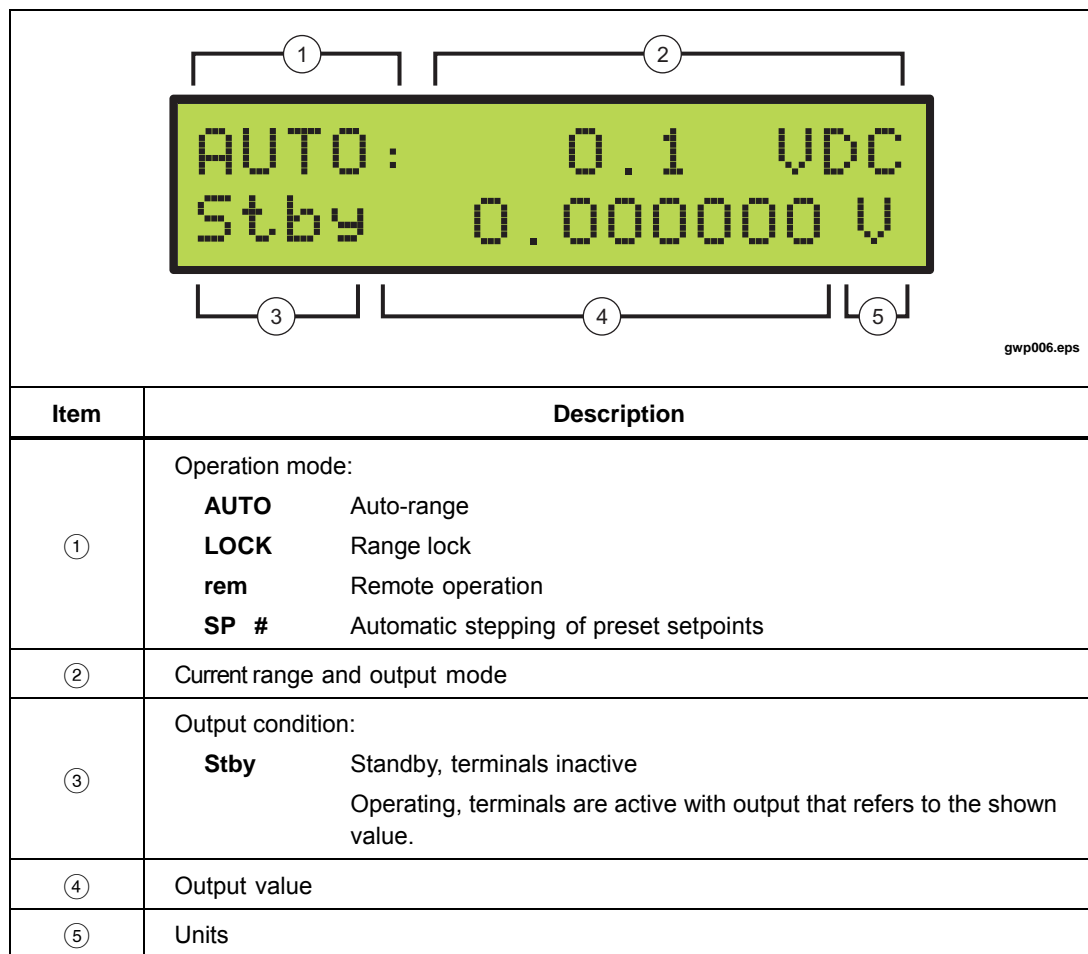 1 2
AUTO: 0.1 VDC
Stby 0.000000 V
3 4 5
gwp006.eps
Item Description
1 Operation mode:
AUTO Auto-range
LOCK Range lock
rem Remote operation
SP # Automatic stepping of preset setpoints
2 Current range and output mode
3 Output condition:
Stby Standby, terminals inactive
Operating, terminals are active with output that refers to the shown
value.
4 Output value
5 Units